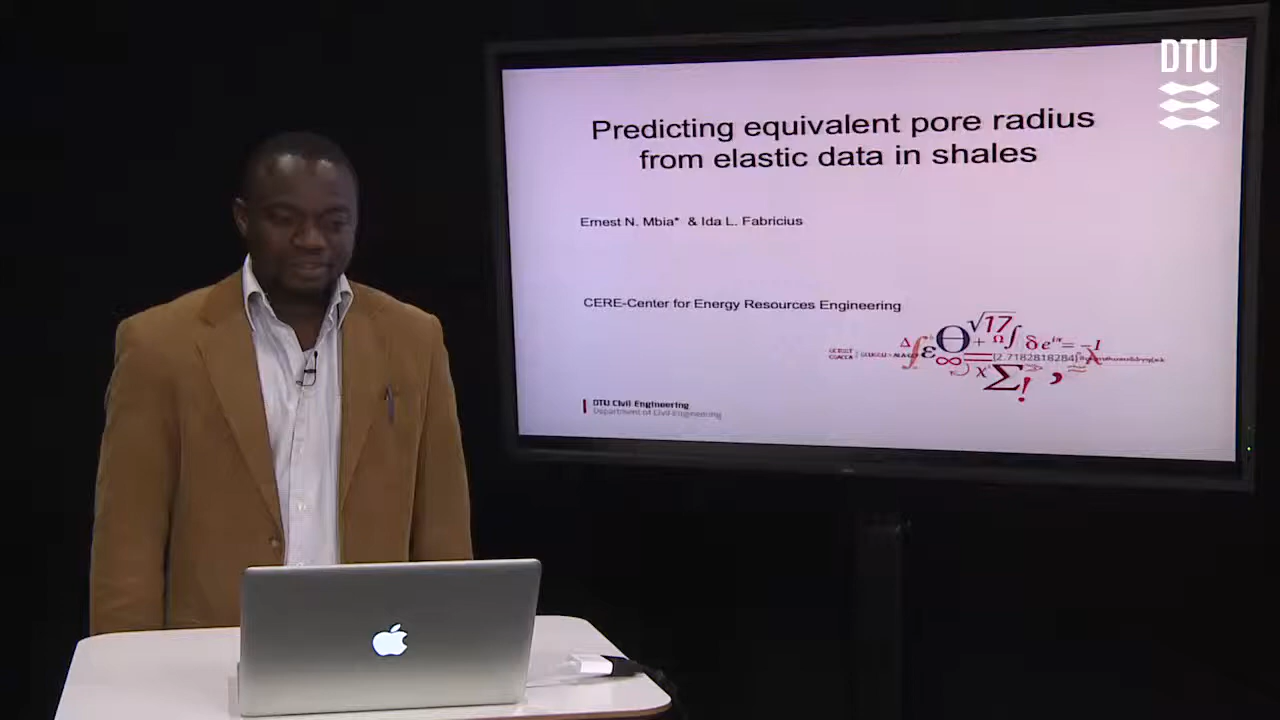 DTU
Predicting equivalent pore radius
from elastic data in shales
Ernest N. Mbia* & Ida L. Fabricius
CERE-Center for Energy Resources Engineering
√17
Δ ∫ ε Θ + Ω ∫ δ e = -1
∞ = {2.7182818284} λ
χ Σ ! ≫ , ≈
DTU Civil Engineering
Department of Civil Engineering